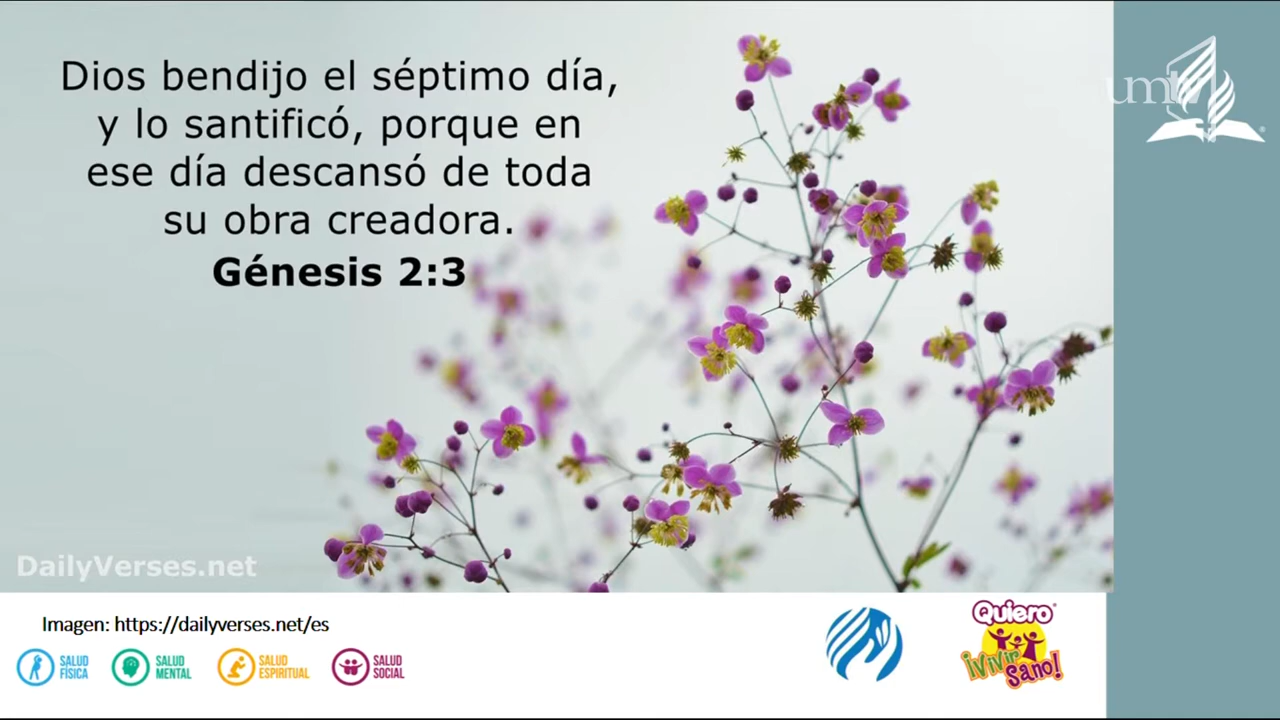 Dios bendijo el séptimo día,
y lo santificó, porque en
ese día descansó de toda
su obra creadora.
Génesis 2:3
DailyVerses.net
Imagen: https://dailyverses.net/es
SALUD
FÍSICA
SALUD
MENTAL
SALUD
ESPIRITUAL
SALUD
SOCIAL
Quiero
¡Vivir
Sano!